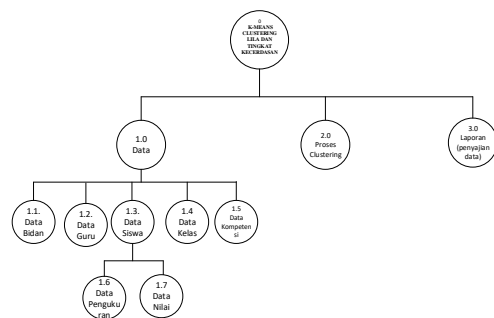 0
K-MEANS
CLUSTERING
LILA DAN
TINGKAT
KECERDASAN
1.0
Data
2.0
Proses
Clustering
3.0
Laporan
(penyajian
data)
1.1.
Data
Bidan
1.2.
Data
Guru
1.3.
Data
Siswa
1.4
Data
Kelas
1.5
Data
Kompeten
si
1.6
Data
Penguku
ran
1.7
Data
Nilai